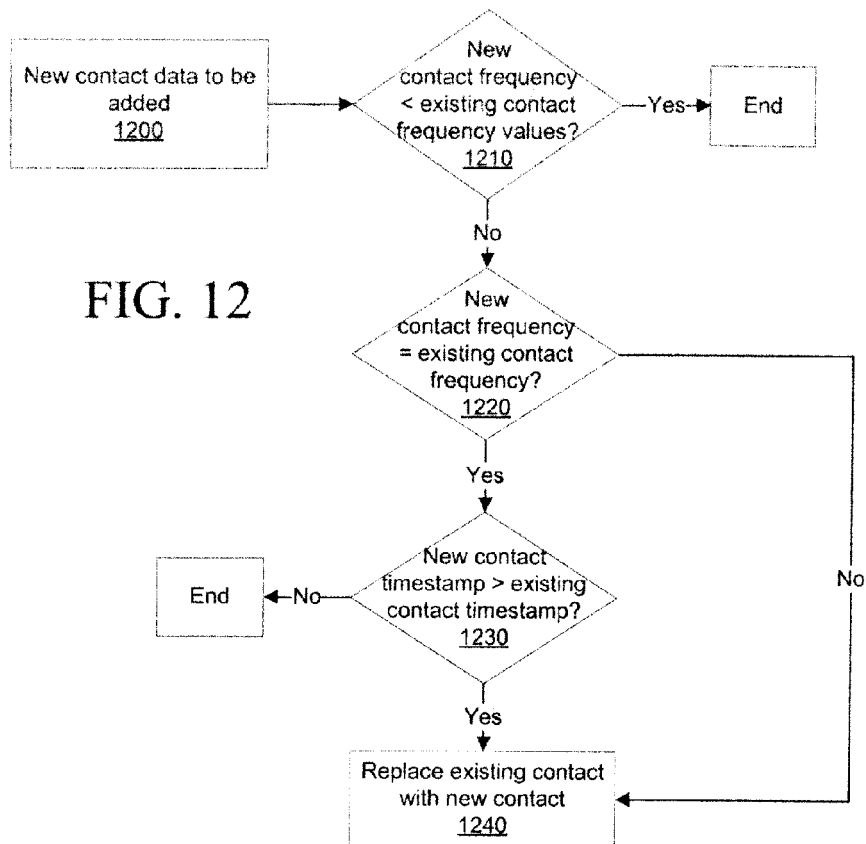 New contact data to be
added
1200
New
contact frequency
< existing contact
frequency values?
1210
Yes
End
No
FIG. 12
New
contact frequency
= existing contact
frequency?
1220
Yes
No
New contact
timestamp > existing
contact timestamp?
1230
No
End
Yes
Replace existing contact
with new contact
1240